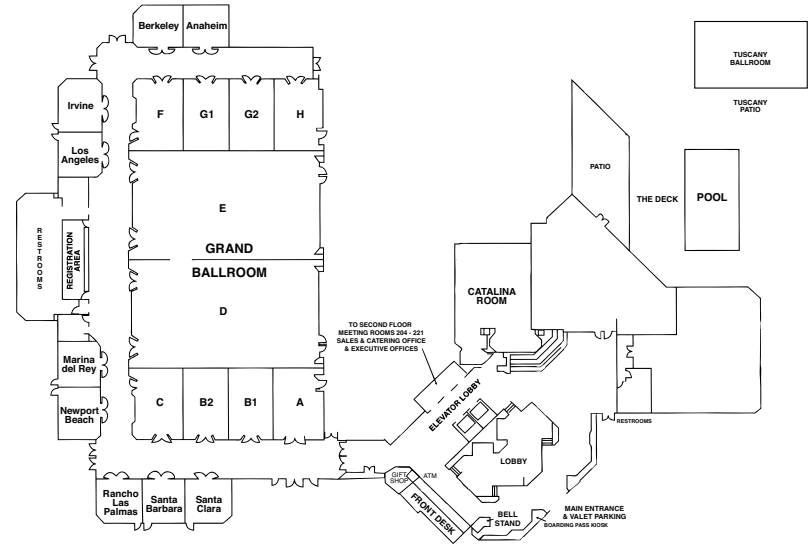 Berkeley
Anaheim
TUSCANY
BALLROOM
TUSCANY
PATIO
Irvine
Los
Angeles
F
G1
G2
H
E
GRAND
BALLROOM
D
RESTROOMS
REGISTRATION
AREA
PATIO
THE DECK
POOL
CATALINA
ROOM
TO SECOND FLOOR
MEETING ROOMS 204 - 221
SALES & CATERING OFFICE
& EXECUTIVE OFFICES
Marina
del Rey
Newport
Beach
C
B2
B1
A
ELEVATOR LOBBY
RESTROOMS
LOBBY
GIFT
SHOP
ATM
FRONT DESK
Rancho
Las
Palmas
Santa
Barbara
Santa
Clara
BELL
STAND
MAIN ENTRANCE
& VALET PARKING
BOARDING PASS KIOSK